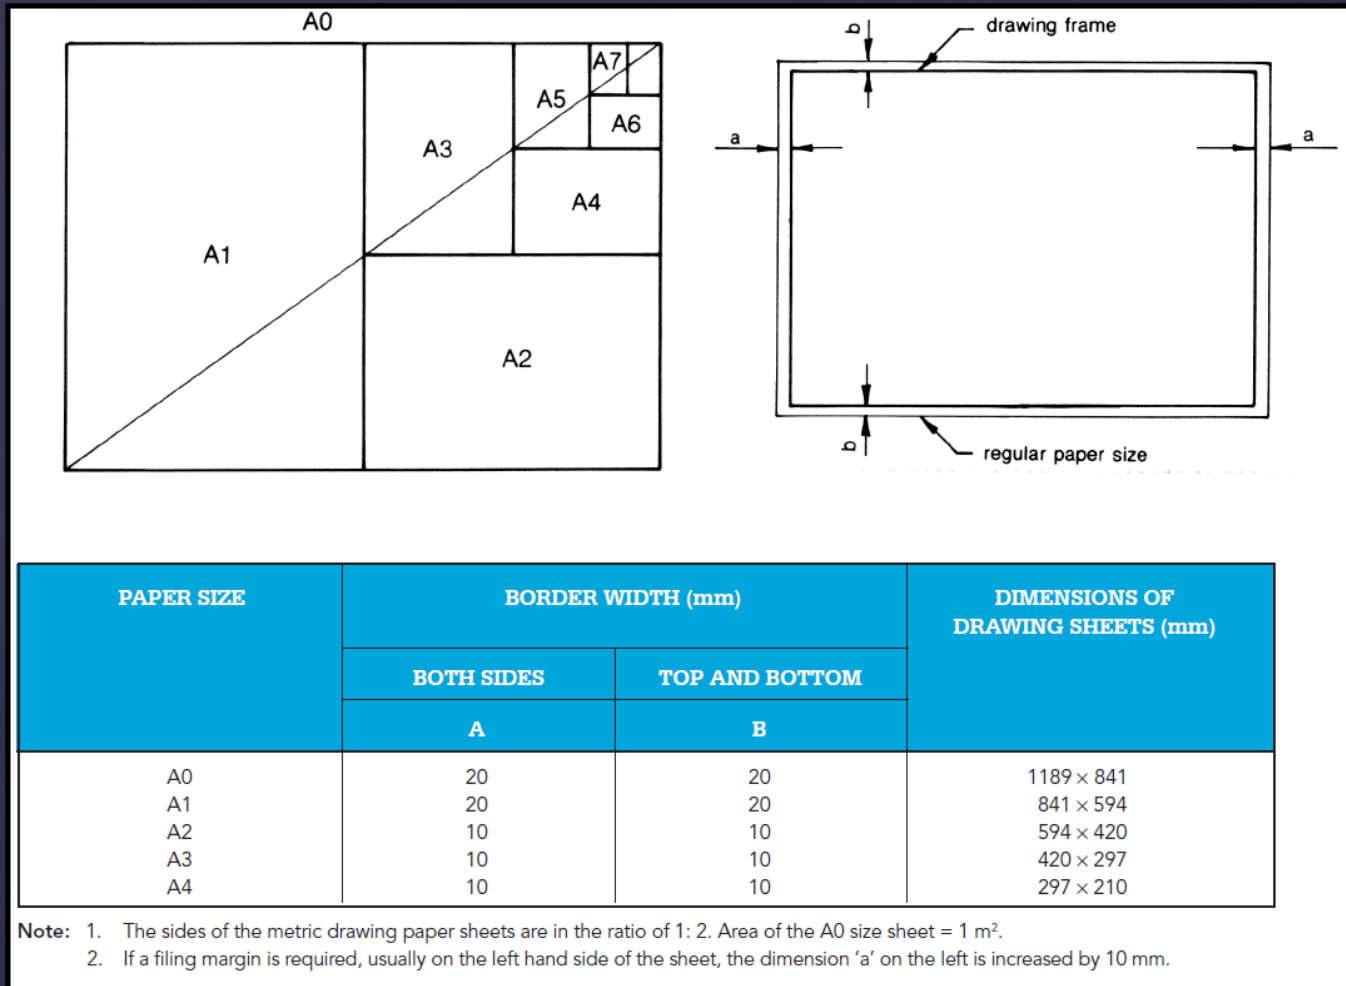 A0
A1
A3
A5
A7
A6
A4
A2
b
drawing frame
a
a
b
regular paper size
PAPER SIZE
BORDER WIDTH (mm)
DIMENSIONS OF
DRAWING SHEETS (mm)
BOTH SIDES
TOP AND BOTTOM
A
B
A0 20 20 1189 × 841
A1 20 20 841 × 594
A2 10 10 594 × 420
A3 10 10 420 × 297
A4 10 10 297 × 210
Note: 1. The sides of the metric drawing paper sheets are in the ratio of 1: 2. Area of the A0 size sheet = 1 m².
2. If a filing margin is required, usually on the left hand side of the sheet, the dimension ‘a’ on the left is increased by 10 mm.